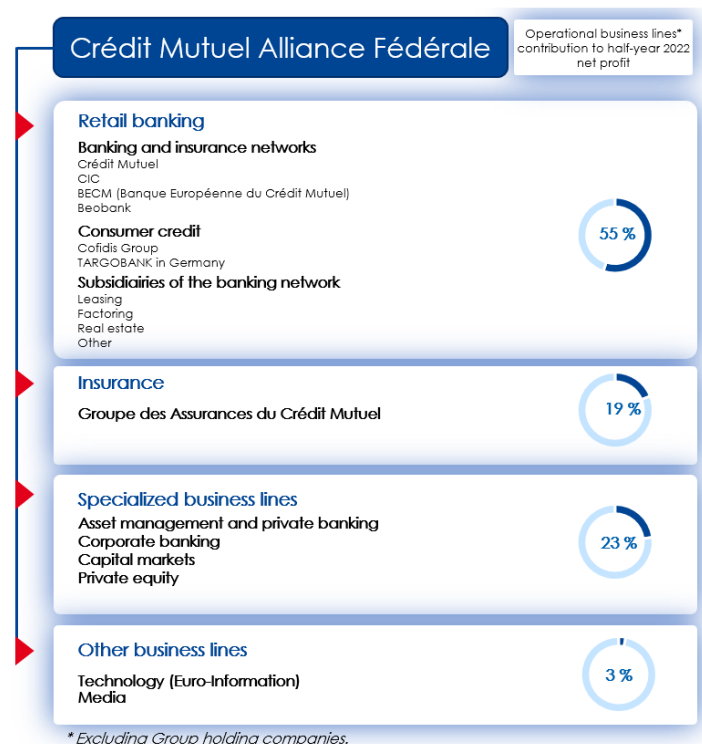 Crédit Mutuel Alliance Fédérale
Operational business lines*
contribution to half-year 2022
net profit
Retail banking
Banking and insurance networks
Crédit Mutuel
CIC
BECM (Banque Européenne du Crédit Mutuel)
Beobank
Consumer credit
Cofidis Group
TARGOBANK in Germany
Subsidiairies of the banking network
Leasing
Factoring
Real estate
Other
55 %
Insurance
Groupe des Assurances du Crédit Mutuel
19 %
Specialized business lines
Asset management and private banking
Corporate banking
Capital markets
Private equity
23 %
Other business lines
Technology (Euro-Information)
Media
3 %
* Excluding Group holding companies.